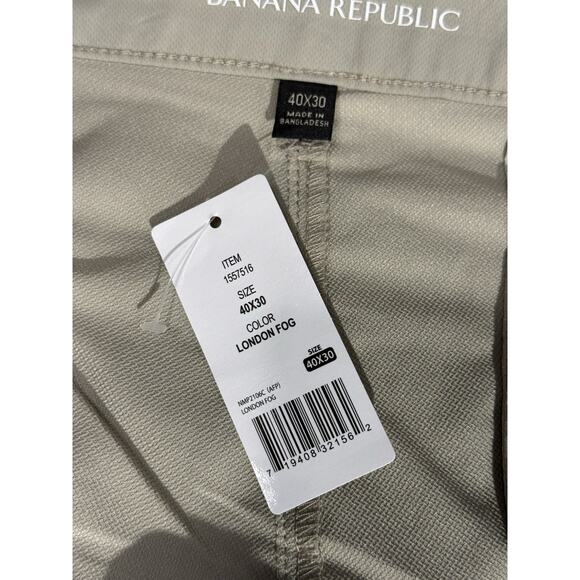 BANANA REPUBLIC
40X30
MADE IN
BANGLADESH
ITEM
1557516
SIZE
40X30
COLOR
LONDON FOG
SIZE
40X30
NMP2106C (AFP)
LONDON FOG
7 19408 32156 2